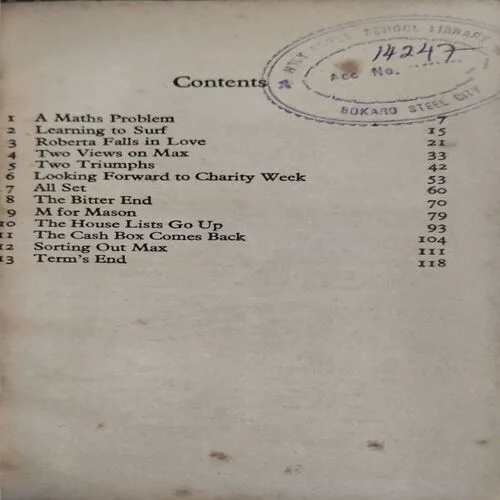 HOLY CROSS SCHOOL LIBRARY
Acc No. 14247
BOKARO STEEL CITY
Contents
1 A Maths Problem 7
2 Learning to Surf 15
3 Roberta Falls in Love 21
4 Two Views on Max 33
5 Two Triumphs 42
6 Looking Forward to Charity Week 53
7 All Set 60
8 The Bitter End 70
9 M for Mason 79
10 The House Lists Go Up 93
11 The Cash Box Comes Back 104
12 Sorting Out Max 111
13 Term's End 118